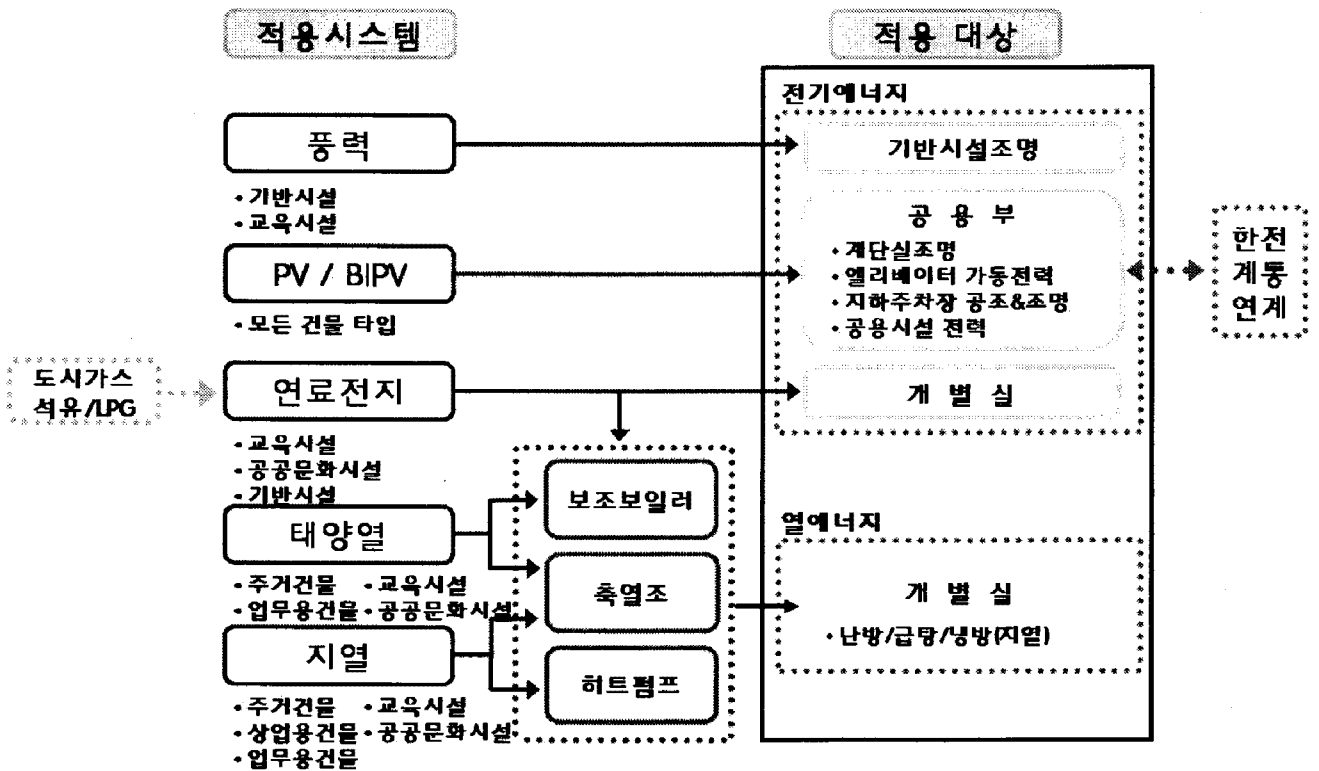 적용시스템
적용 대상
전기에너지
풍력
기반시설조명
• 기반시설
• 교육시설
공 용 부
• 계단실조명
• 엘리베이터 가동전력
• 지하주차장 공조&조명
• 공용시설 전력
한전
계통
연계
PV / BIPV
• 모든 건물 타입
도시가스
석유/LPG
연료전지
개 별 실
• 교육시설
• 공공문화시설
• 기반시설
보조보일러
태양열
열에너지
• 주거건물 • 교육시설
• 업무용건물 • 공공문화시설
축열조
개 별 실
• 난방/급탕/냉방(지열)
지열
히트펌프
• 주거건물 • 교육시설
• 상업용건물 • 공공문화시설
• 업무용건물